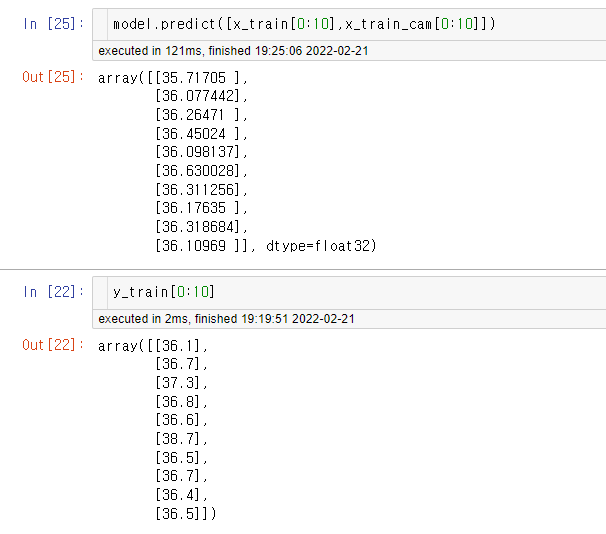 In [25]: model.predict([x_train[0:10],x_train_cam[0:10]])
executed in 121ms, finished 19:25:06 2022-02-21
Out[25]: array([[35.71705 ],
[36.077442],
[36.26471 ],
[36.45024 ],
[36.098137],
[36.630028],
[36.311256],
[36.17635 ],
[36.318684],
[36.10969 ]], dtype=float32)
In [22]: y_train[0:10]
executed in 2ms, finished 19:19:51 2022-02-21
Out[22]: array([[36.1],
[36.7],
[37.3],
[36.8],
[36.6],
[38.7],
[36.5],
[36.7],
[36.4],
[36.5]])